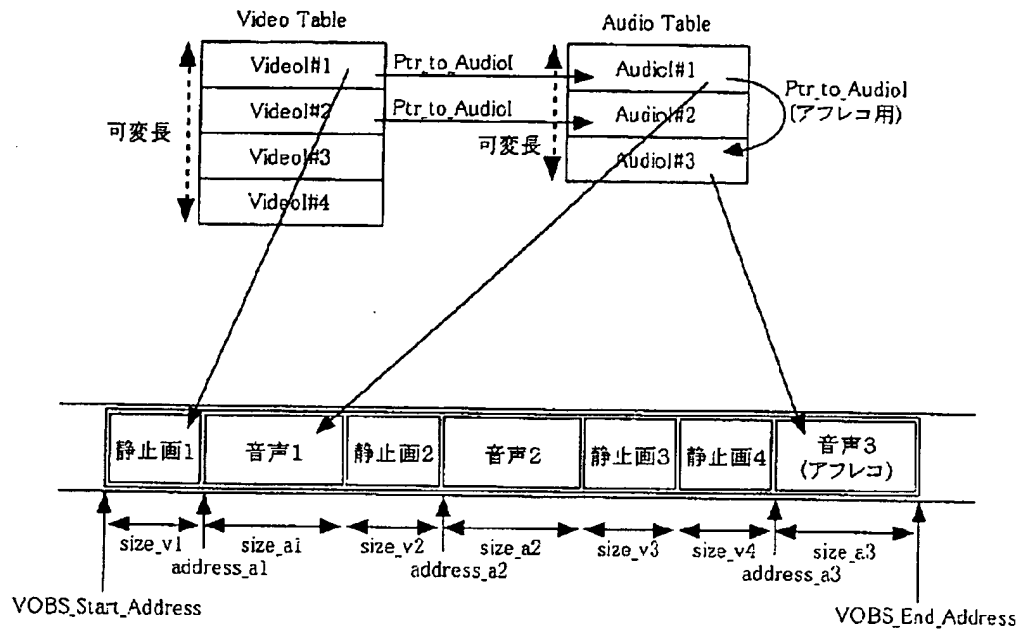 Video Table
VideoI#1
VideoI#2
VideoI#3
VideoI#4
可変長
Ptr_to_AudioI
Ptr_to_AudioI
Audio Table
AudioI#1
AudioI#2
AudioI#3
可変長
Ptr_to_AudioI
(アフレコ用)
静止画1
音声1
静止画2
音声2
静止画3
静止画4
音声3
(アフレコ)
size_v1
size_a1
size_v2
size_a2
size_v3
size_v4
size_a3
address_a1
address_a2
address_a3
VOBS_Start_Address
VOBS_End_Address